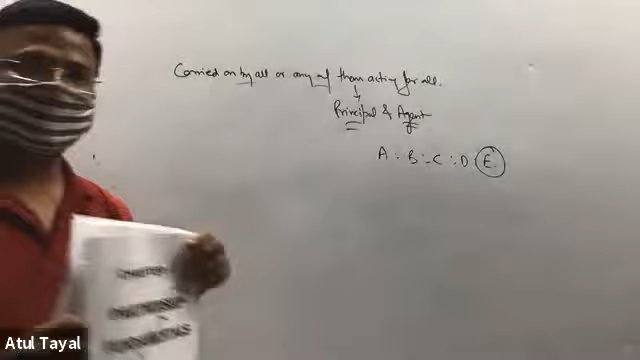 Carried on by all or any of them acting for all.
Principal & Agent
A : B : C : D E
Atul Tayal